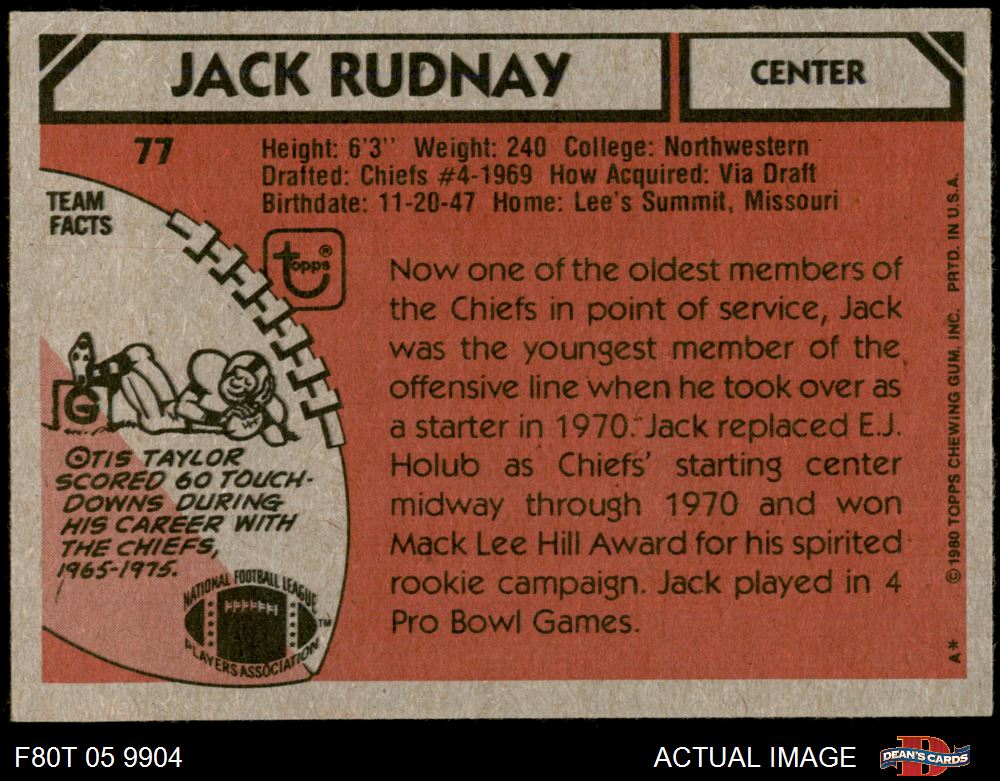 JACK RUDNAY
CENTER
77
Height: 6'3" Weight: 240 College: Northwestern
Drafted: Chiefs #4-1969 How Acquired: Via Draft
Birthdate: 11-20-47 Home: Lee's Summit, Missouri
TEAM
FACTS
topps®
Now one of the oldest members of
the Chiefs in point of service, Jack
was the youngest member of the
offensive line when he took over as
a starter in 1970. Jack replaced E.J.
Holub as Chiefs' starting center
midway through 1970 and won
Mack Lee Hill Award for his spirited
rookie campaign. Jack played in 4
Pro Bowl Games.
OTIS TAYLOR
SCORED 60 TOUCH-
DOWNS DURING
HIS CAREER WITH
THE CHIEFS,
1965-1975.
NATIONAL FOOTBALL LEAGUE
PLAYERS ASSOCIATION
TM
A* © 1980 TOPPS CHEWING GUM, INC. PRTD. IN U.S.A.
F80T 05 9904
ACTUAL IMAGE
DEAN'S CARDS